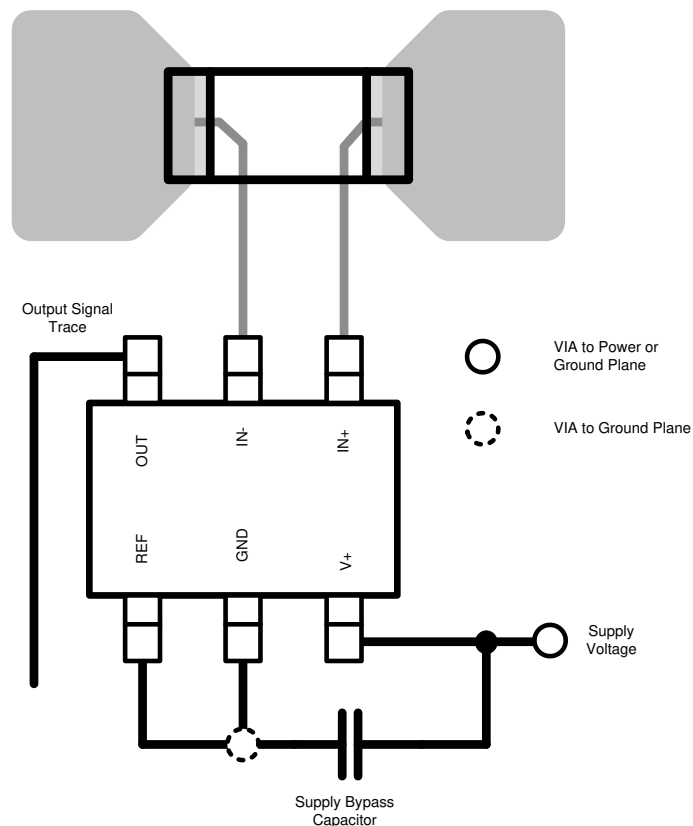 Output Signal
Trace
VIA to Power or
Ground Plane
VIA to Ground Plane
OUT
IN-
IN+
REF
GND
V+
Supply
Voltage
Supply Bypass
Capacitor